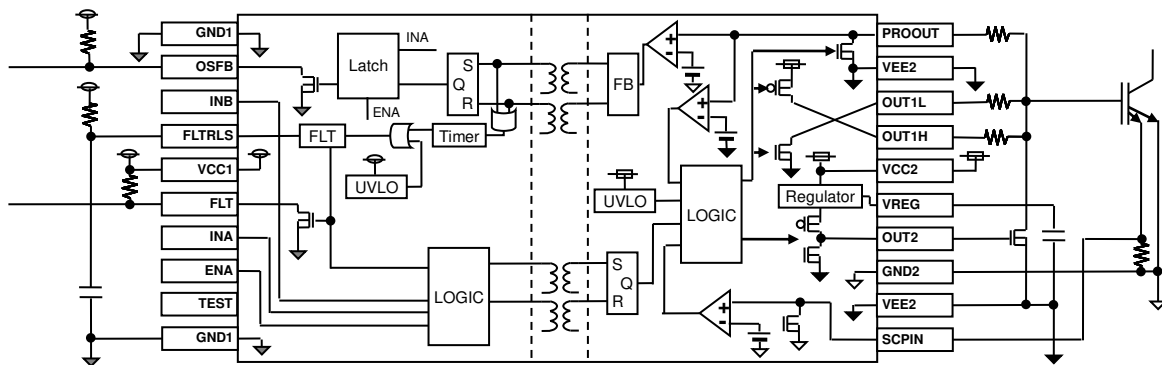 GND1
OSFB
INB
FLTRLS
VCC1
FLT
INA
ENA
TEST
GND1
INA
Latch
ENA
S
Q
R
FLT
Timer
UVLO
LOGIC
FB
+
-
+
-
UVLO
LOGIC
S
Q
R
+
-
Regulator
PROOUT
VEE2
OUT1L
OUT1H
VCC2
VREG
OUT2
GND2
VEE2
SCPIN